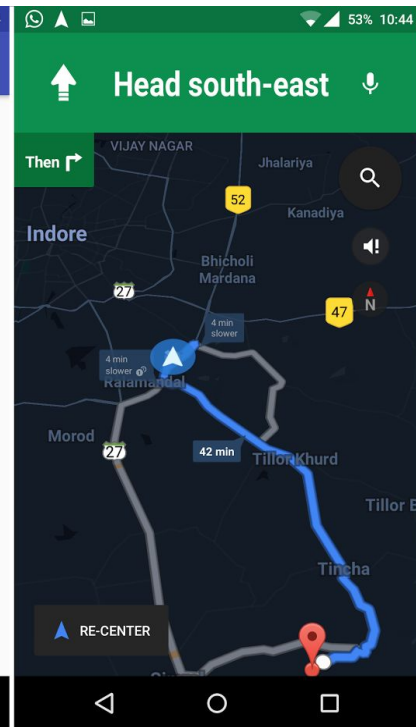 53% 10:44
Head south-east
Then
VIJAY NAGAR
Jhalariya
52
Kanadiya
Indore
Bhicholi
Mardana
27
47
N
4 min
slower
4 min
slower
Ralamandal
Morod
27
42 min
Tillor Khurd
Tillor B
Tincha
RE-CENTER